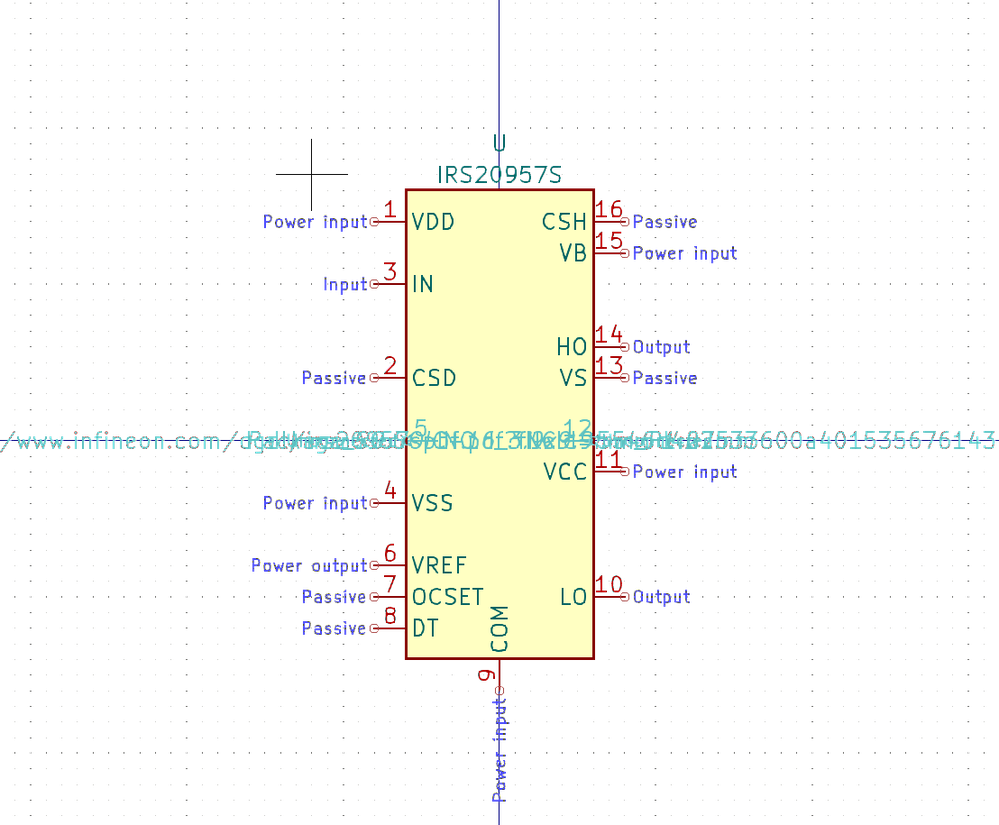 U
IRS20957S
Power input 1 VDD CSH 16 Passive
VB 15 Power input
Input 3 IN
HO 14 Output
Passive 2 CSD VS 13 Passive
5 12
/www.infineon.com/
VCC 11 Power input
Power input 4 VSS
Power output 6 VREF
Passive 7 OCSET LO 10 Output
Passive 8 DT
COM
9
Power input